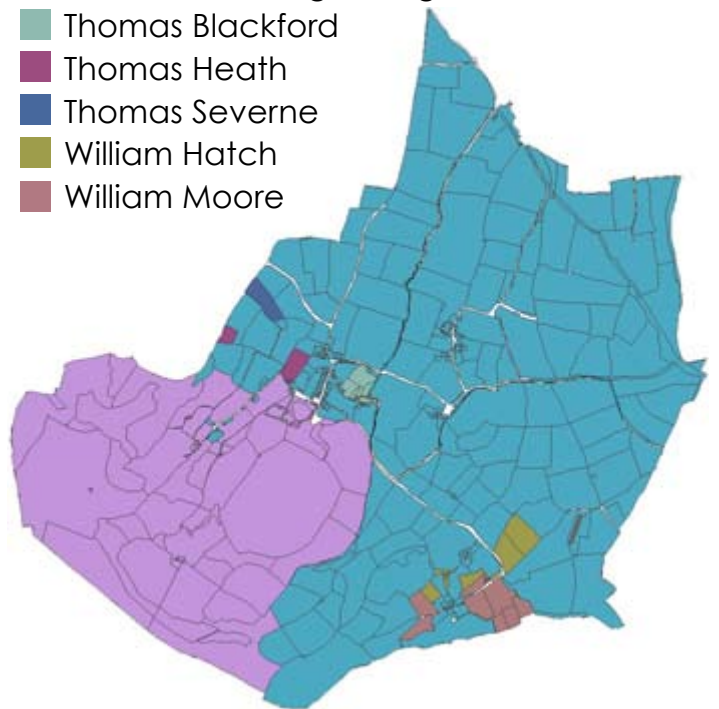 Thomas Blackford
Thomas Heath
Thomas Severne
William Hatch
William Moore